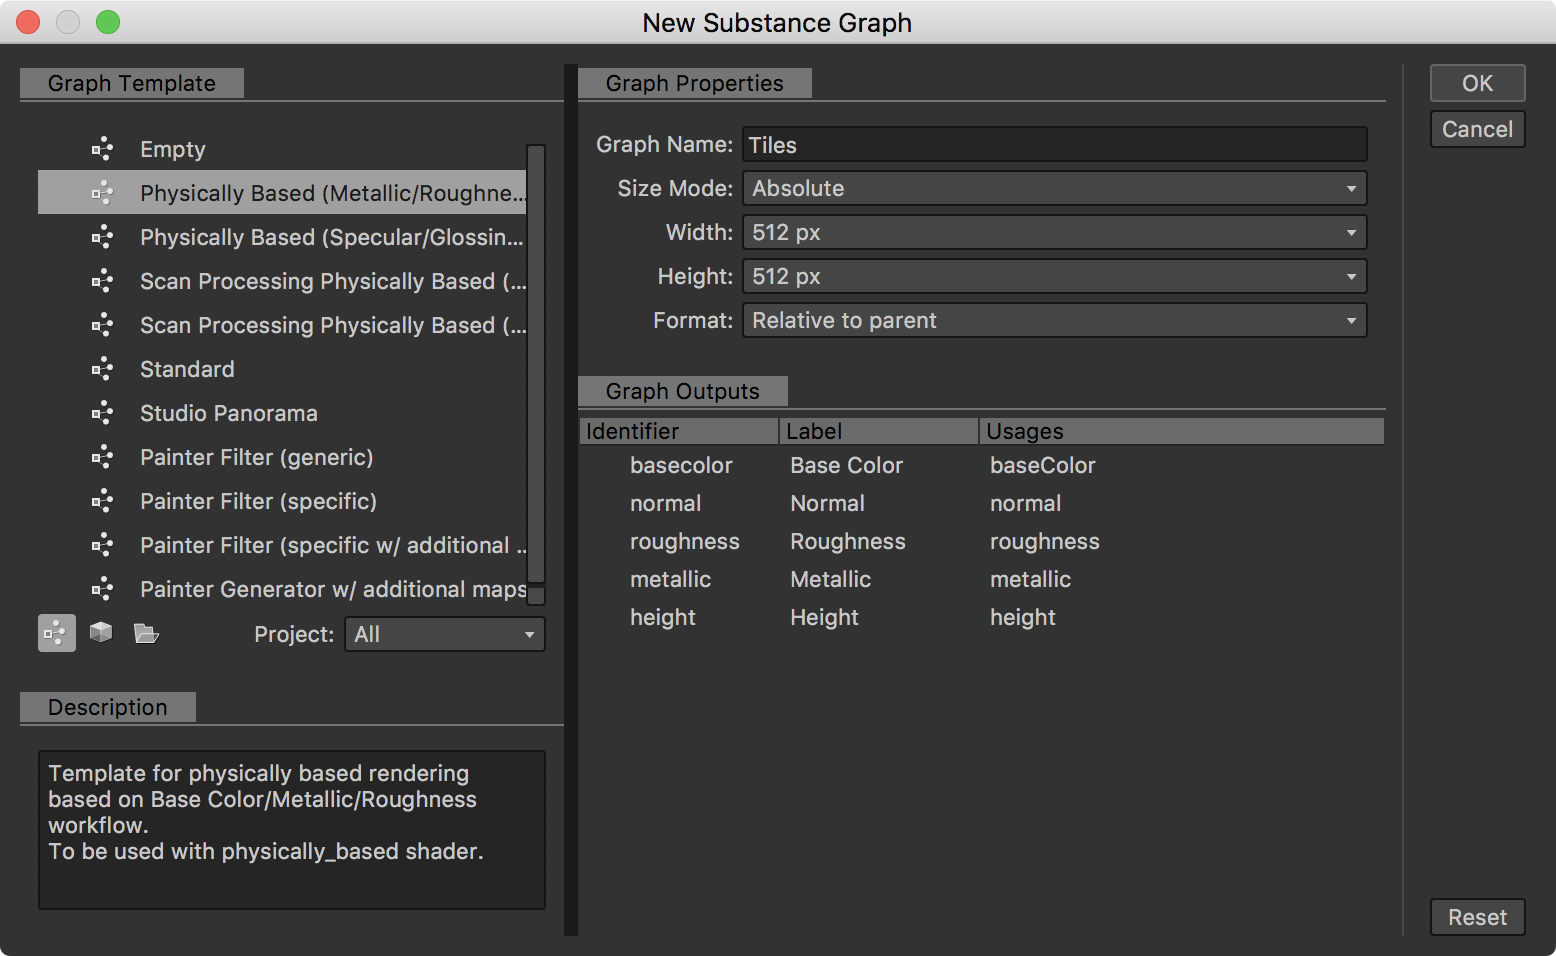 New Substance Graph
Graph Template
Empty
Physically Based (Metallic/Roughne...
Physically Based (Specular/Glossin...
Scan Processing Physically Based (...
Scan Processing Physically Based (...
Standard
Studio Panorama
Painter Filter (generic)
Painter Filter (specific)
Painter Filter (specific w/ additional ...
Painter Generator w/ additional maps
Project: All
Description
Template for physically based rendering
based on Base Color/Metallic/Roughness
workflow.
To be used with physically_based shader.
Graph Properties
Graph Name: Tiles
Size Mode: Absolute
Width: 512 px
Height: 512 px
Format: Relative to parent
Graph Outputs
Identifier Label Usages
basecolor Base Color baseColor
normal Normal normal
roughness Roughness roughness
metallic Metallic metallic
height Height height
OK
Cancel
Reset